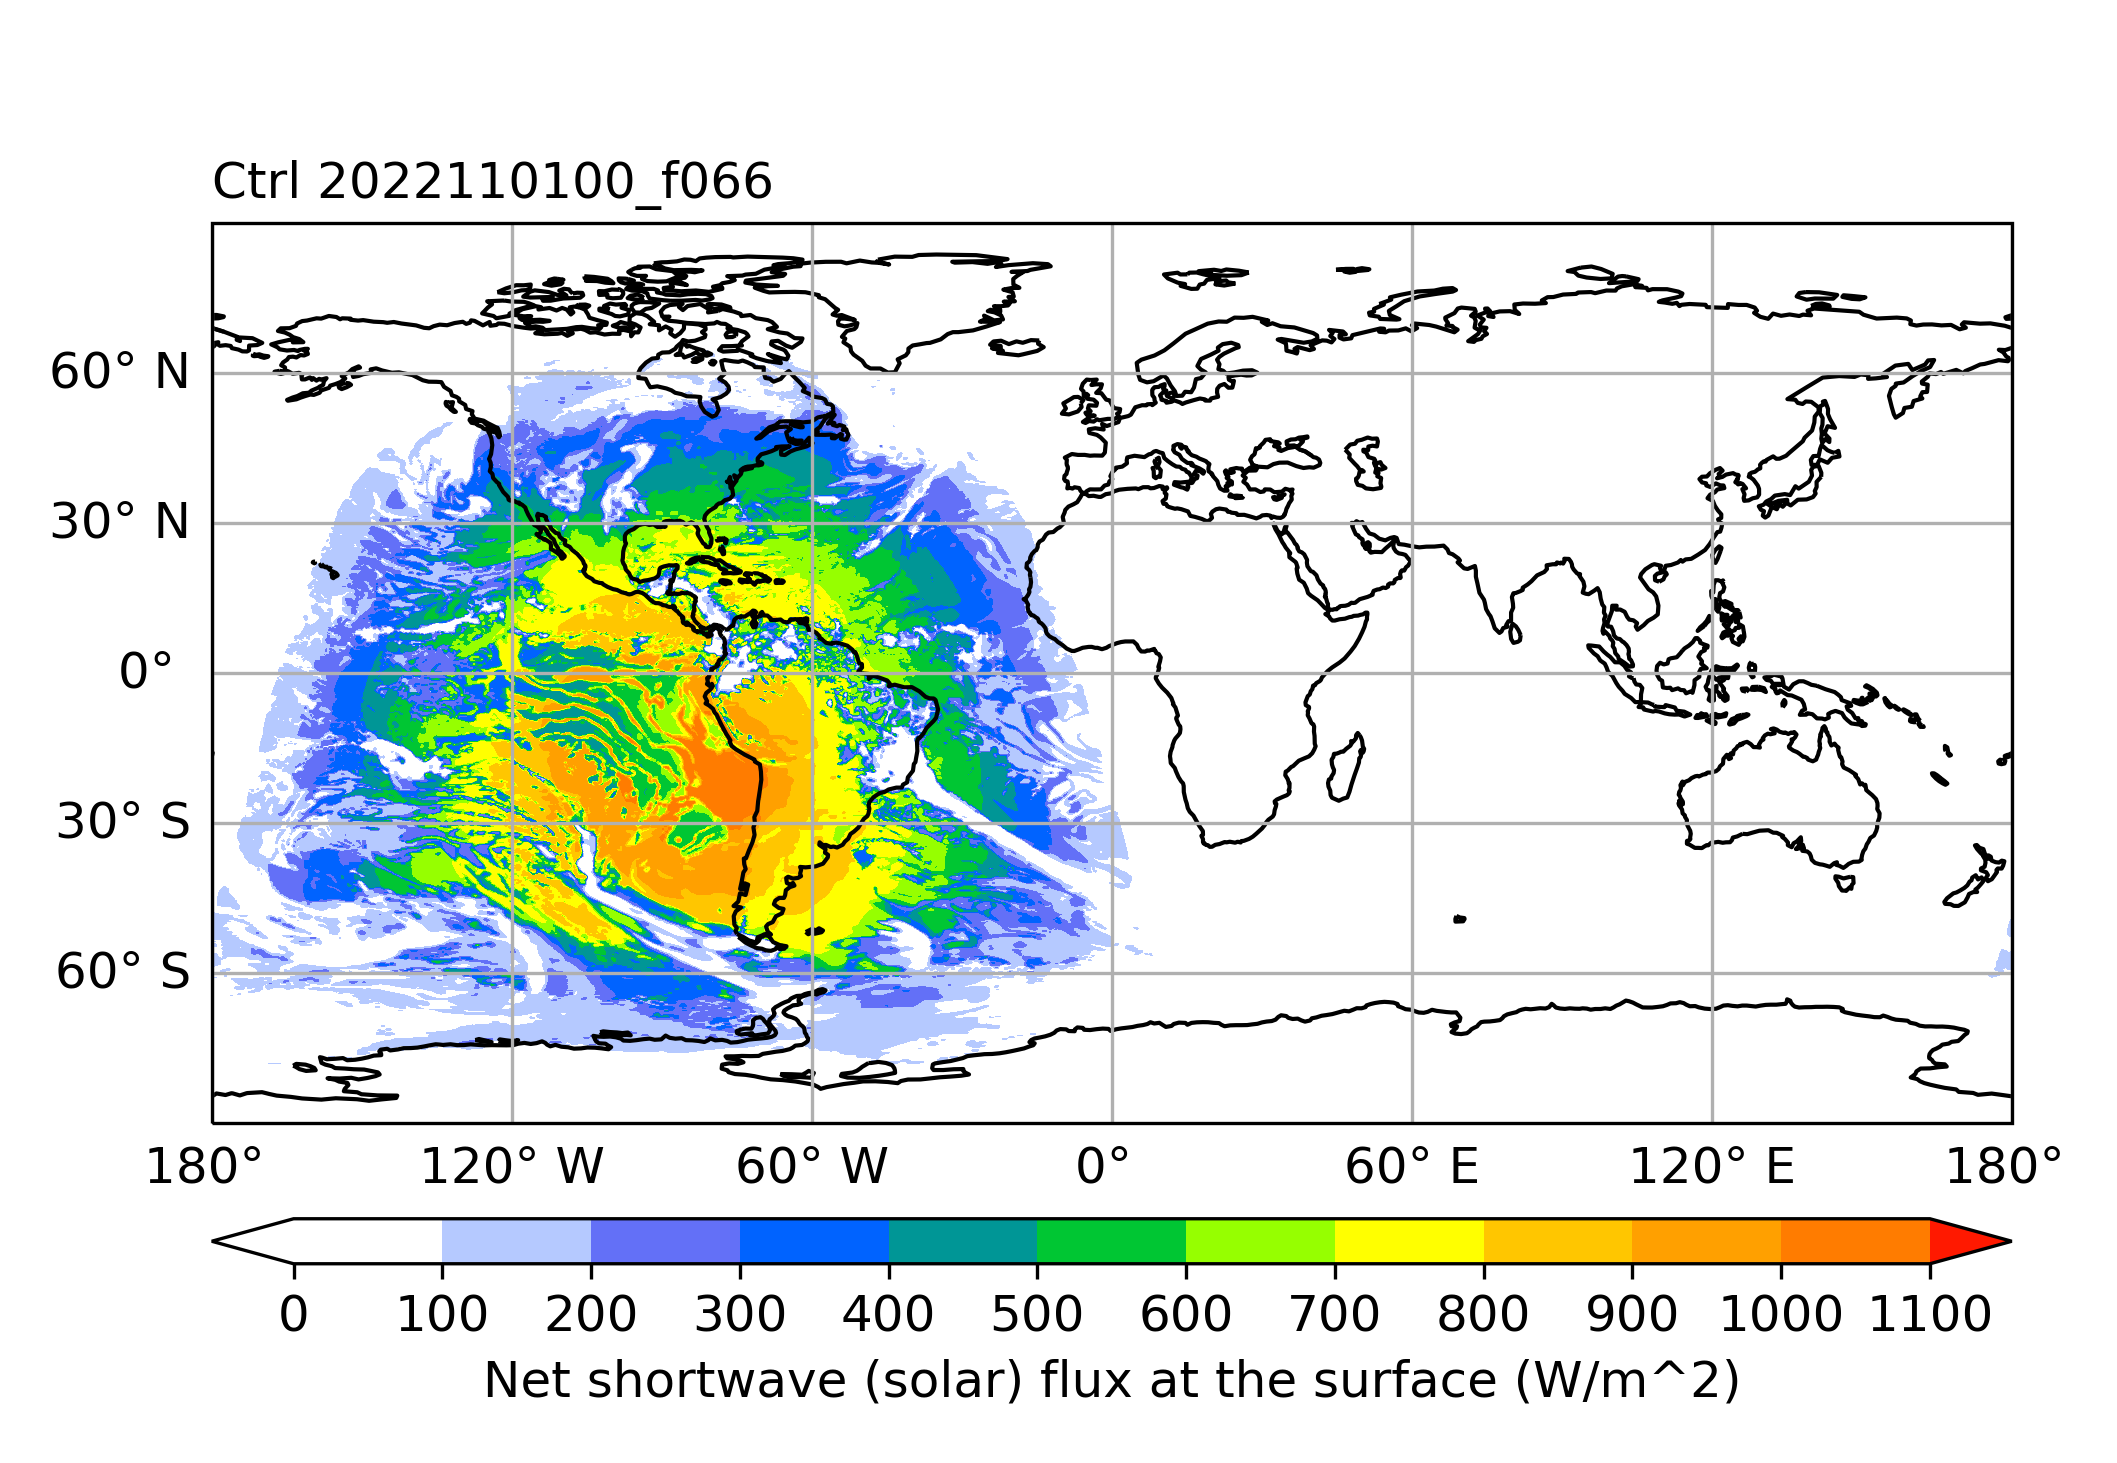 Ctrl 2022110100_f066
60° N
30° N
0°
30° S
60° S
180° 120° W 60° W 0° 60° E 120° E 180°
0 100 200 300 400 500 600 700 800 900 1000 1100
Net shortwave (solar) flux at the surface (W/m^2)